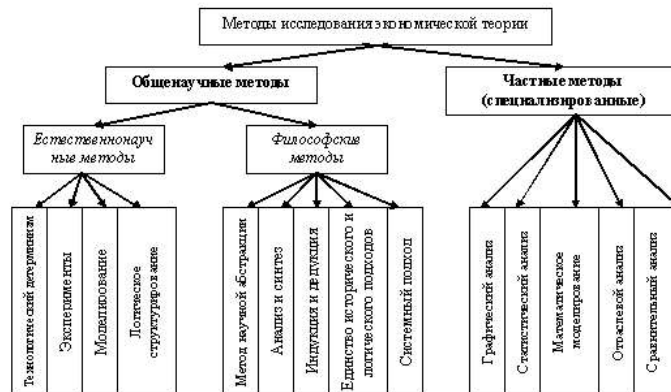 Методы исследования экономической теории
Общенаучные методы
Частные методы
(специализированные)
Естественнонауч
ные методы
Философские
методы
Технологический детерминизм
Эксперименты
Моделирование
Логическое
структурирование
Метод научной абстракции
Анализ и синтез
Индукция и дедукция
Единство исторического и
логического подходов
Системный подход
Графический анализ
Статистический анализ
Математическое
моделирование
Отраслевой анализ
Сравнительный анализ